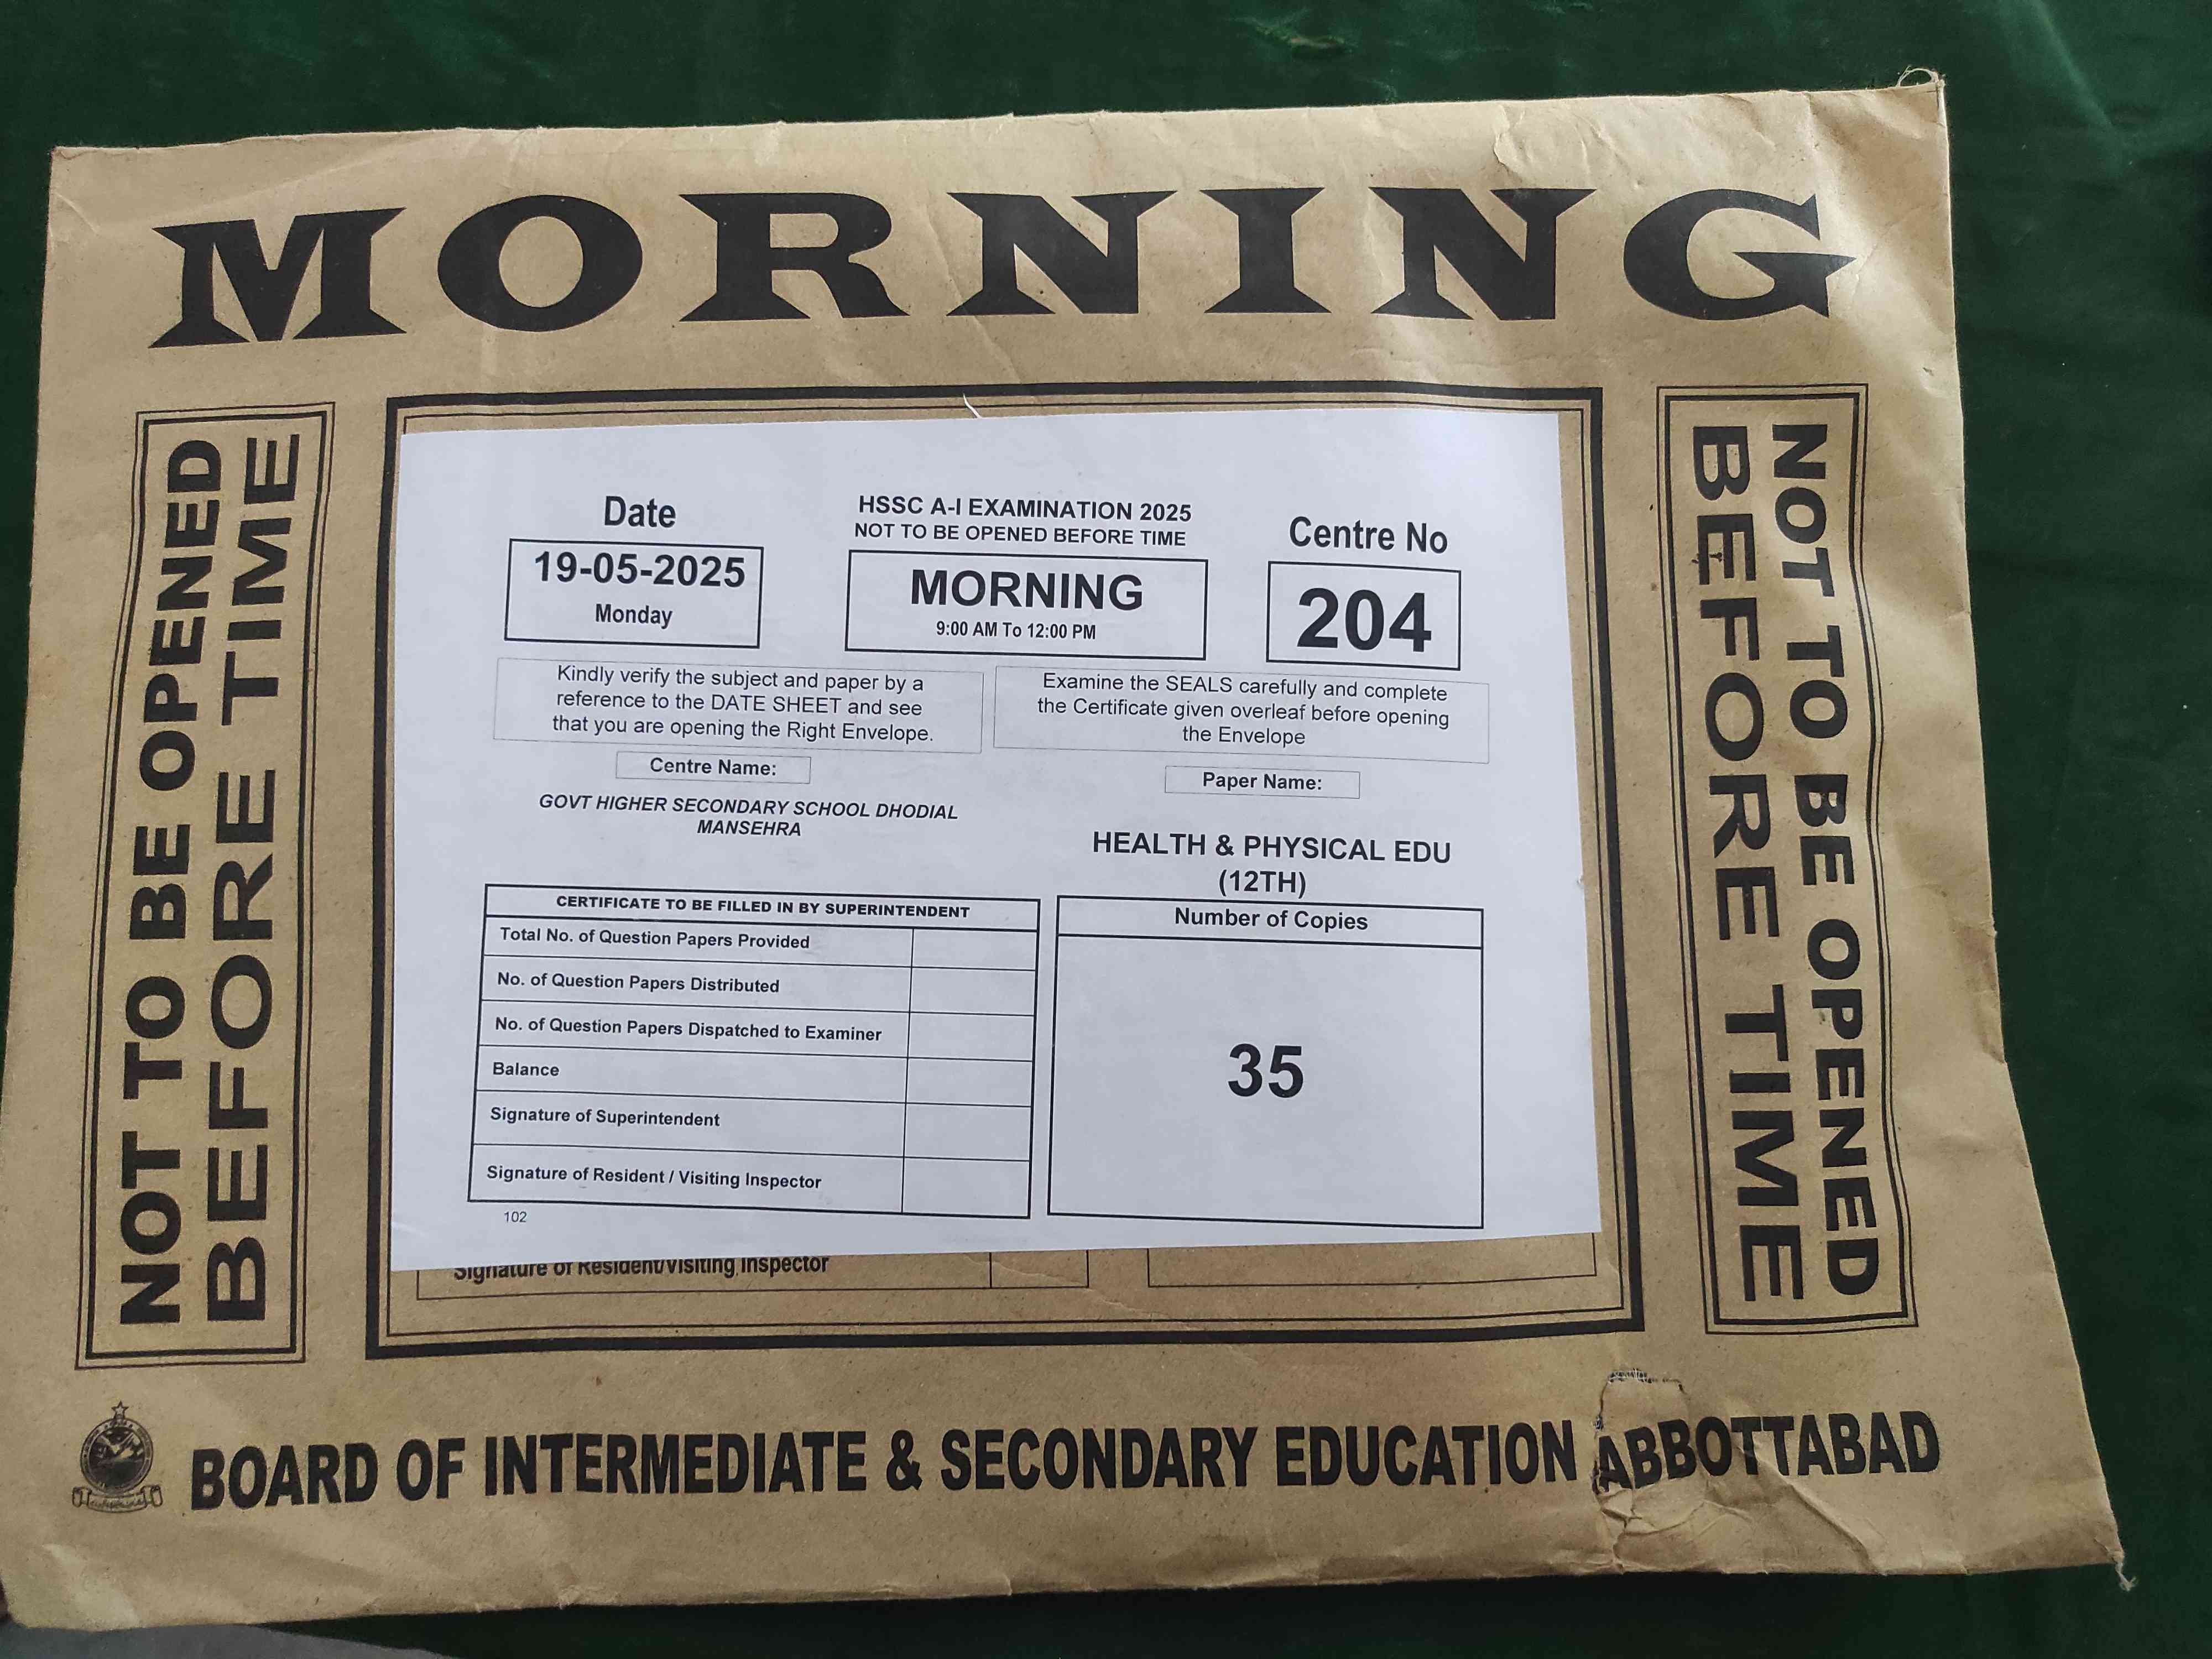 MORNING
NOT TO BE OPENED
BEFORE TIME
Date
19-05-2025
Monday
HSSC A-I EXAMINATION 2025
NOT TO BE OPENED BEFORE TIME
MORNING
9:00 AM To 12:00 PM
Centre No
204
Kindly verify the subject and paper by a
reference to the DATE SHEET and see
that you are opening the Right Envelope.
Examine the SEALS carefully and complete
the Certificate given overleaf before opening
the Envelope
Centre Name:
GOVT HIGHER SECONDARY SCHOOL DHODIAL
MANSEHRA
Paper Name:
HEALTH & PHYSICAL EDU
(12TH)
CERTIFICATE TO BE FILLED IN BY SUPERINTENDENT
Total No. of Question Papers Provided
No. of Question Papers Distributed
No. of Question Papers Dispatched to Examiner
Balance
Signature of Superintendent
Signature of Resident / Visiting Inspector
Number of Copies
35
102
Signature of Resident/Visiting Inspector
NOT TO BE OPENED
BEFORE TIME
BOARD OF INTERMEDIATE & SECONDARY EDUCATION ABBOTTABAD